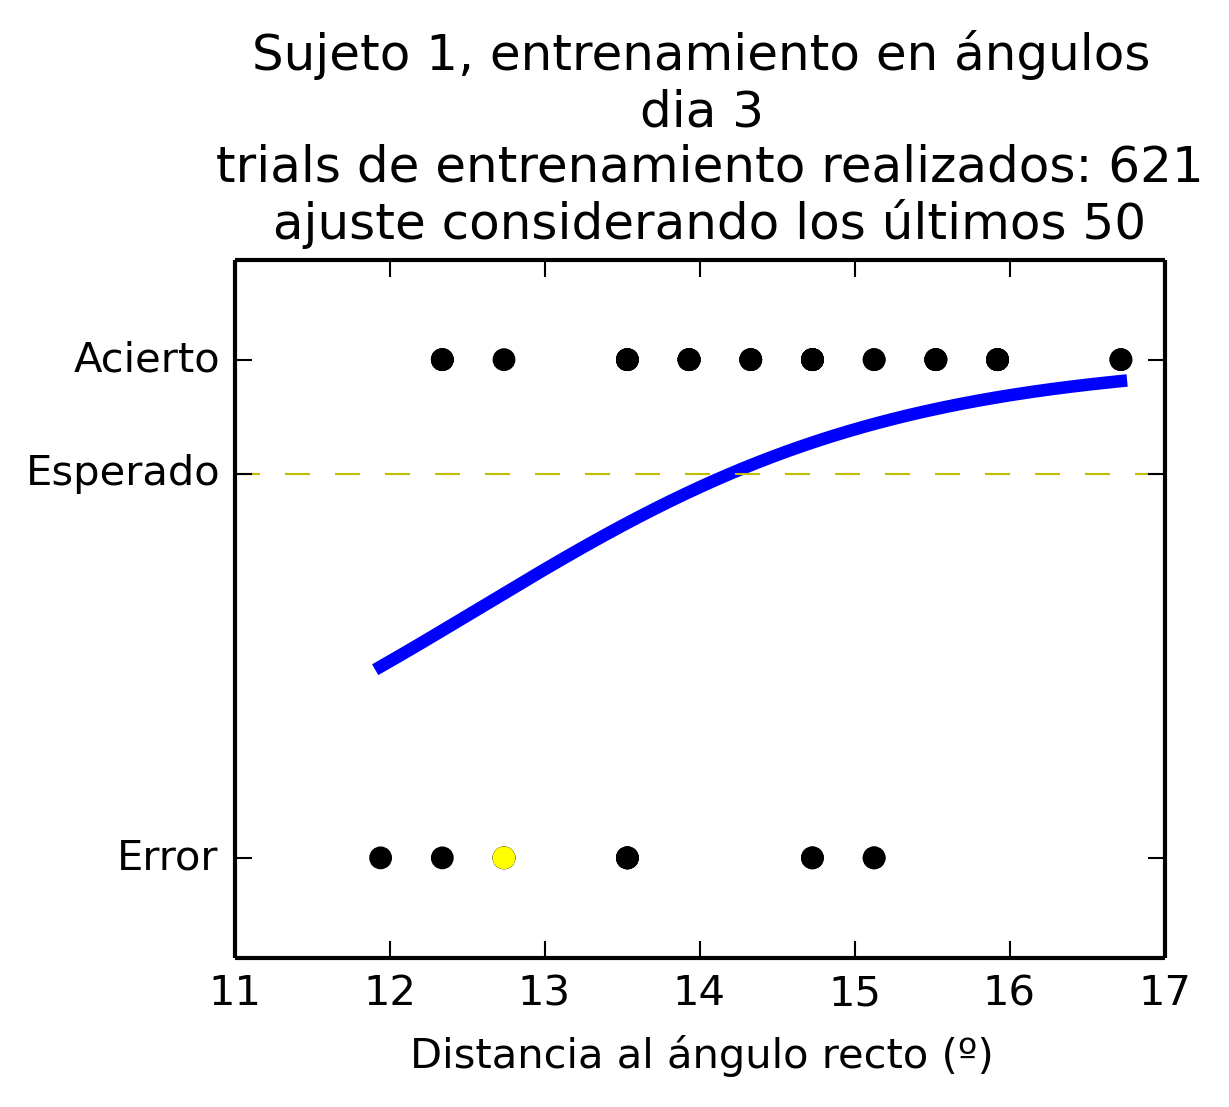 Sujeto 1, entrenamiento en ángulos
dia 3
trials de entrenamiento realizados: 621
ajuste considerando los últimos 50
Acierto
Esperado
Error
11 12 13 14 15 16 17
Distancia al ángulo recto (º)